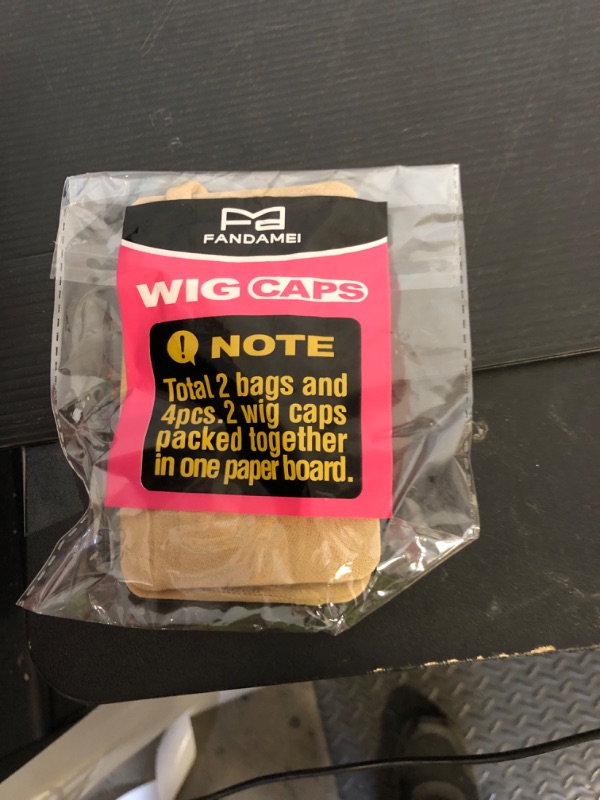 FANDAMEI
WIG CAPS
! NOTE
Total 2 bags and
4pcs.2 wig caps
packed together
in one paper board.